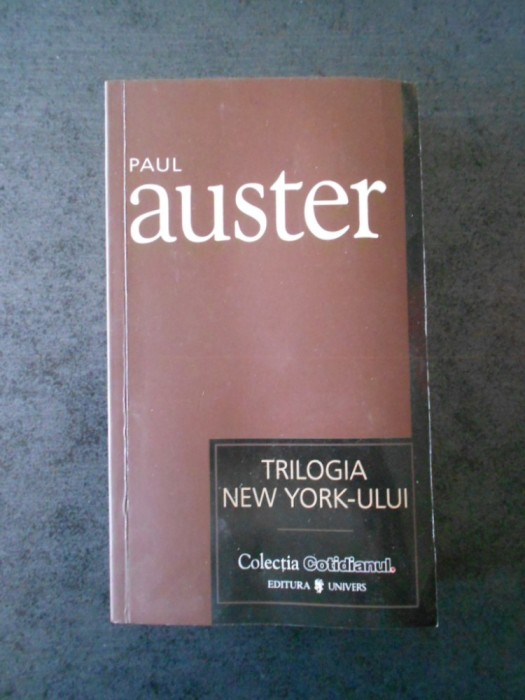 PAUL
auster
TRILOGIA
NEW YORK-ULUI
Colecția Cotidianul.
EDITURA UNIVERS